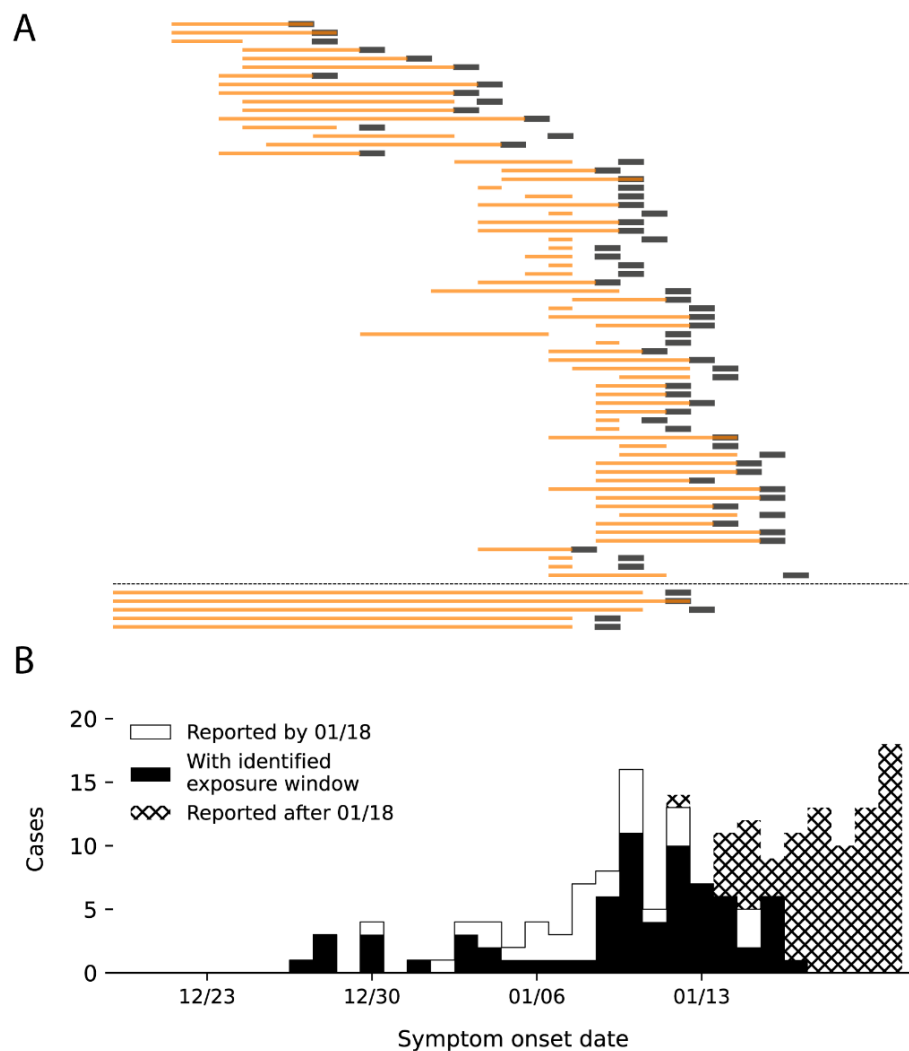 A
B
20
15
10
5
0
Cases
Reported by 01/18
With identified
exposure window
Reported after 01/18
12/23
12/30
01/06
01/13
Symptom onset date